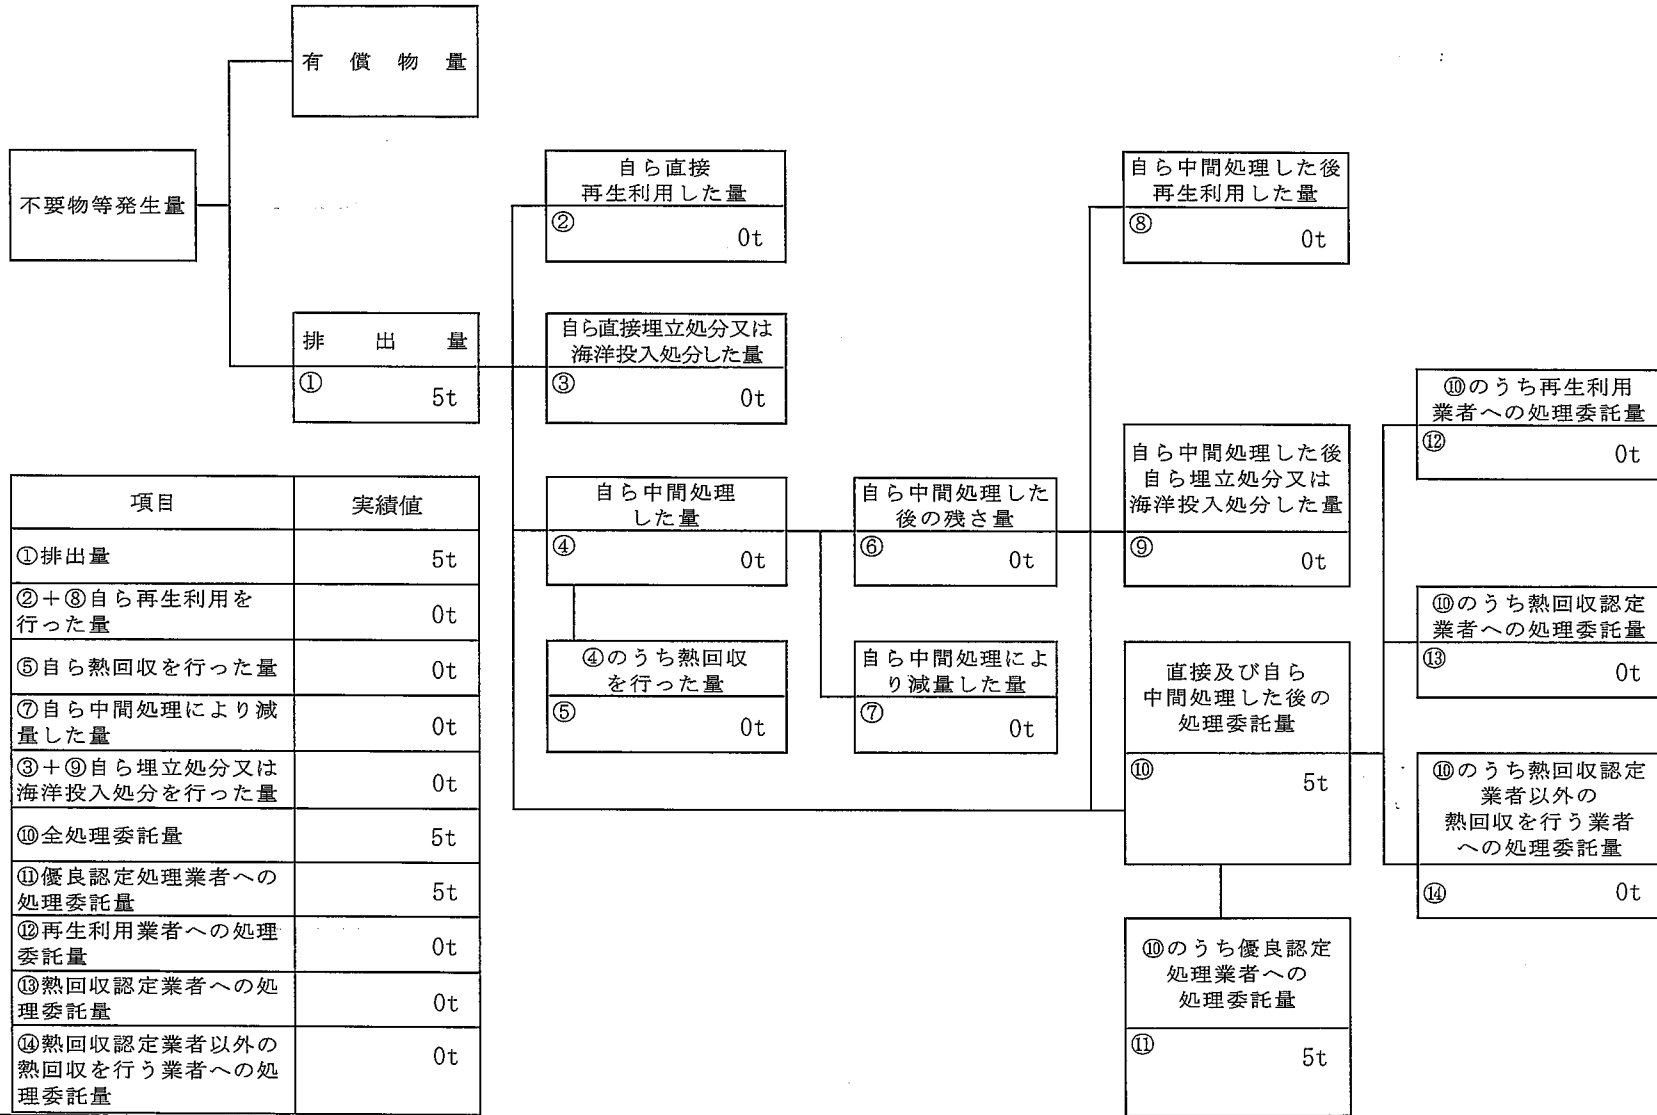 有償物量
不要物等発生量
自ら直接
再生利用した量
②
0t
自ら中間処理した後
再生利用した量
⑧
0t
排出量
①
5t
自ら直接埋立処分又は
海洋投入処分した量
③
0t
⑩のうち再生利用
業者への処理委託量
⑫
0t
自ら中間処理
した量
④
0t
自ら中間処理した
後の残さ量
⑥
0t
自ら中間処理した後
自ら埋立処分又は
海洋投入処分した量
⑨
0t
⑩のうち熱回収認定
業者への処理委託量
⑬
0t
④のうち熱回収
を行った量
⑤
0t
自ら中間処理によ
り減量した量
⑦
0t
直接及び自ら
中間処理した後の
処理委託量
⑩
5t
⑩のうち熱回収認定
業者以外の
熱回収を行う業者
への処理委託量
⑭
0t
⑩のうち優良認定
処理業者への
処理委託量
⑪
5t
項目 実績値
①排出量 5t
②+⑧自ら再生利用を
行った量
0t
⑤自ら熱回収を行った量 0t
⑦自ら中間処理により減
量した量
0t
③+⑨自ら埋立処分又は
海洋投入処分を行った量
0t
⑩全処理委託量 5t
⑪優良認定処理業者への
処理委託量
5t
⑫再生利用業者への処理
委託量
0t
⑬熱回収認定業者への処
理委託量
0t
⑭熱回収認定業者以外の
熱回収を行う業者への処
理委託量
0t